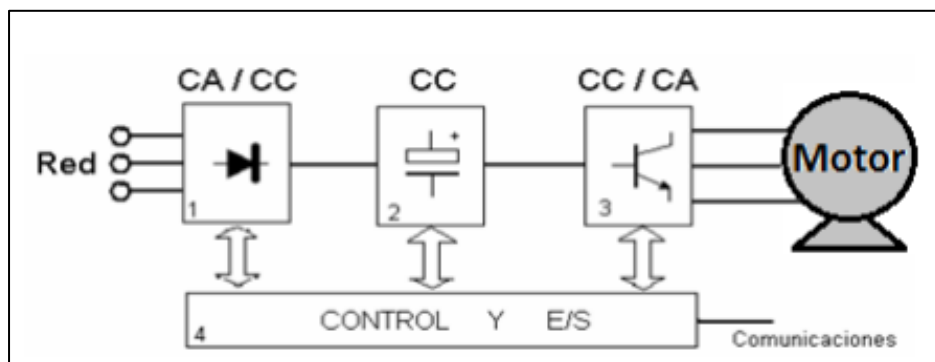 CA / CC
CC
CC / CA
Red
Motor
+
1
2
3
4
CONTROL Y E/S
Comunicaciones